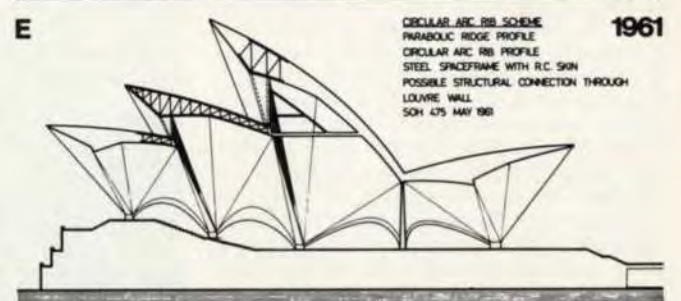 E
CIRCULAR ARC RIB SCHEME
1961
PARABOLIC RIDGE PROFILE
CIRCULAR ARC RIB PROFILE
STEEL SPACEFRAME WITH R.C. SKIN
POSSIBLE STRUCTURAL CONNECTION THROUGH
LOUVRE WALL
SOH 475 MAY 1961